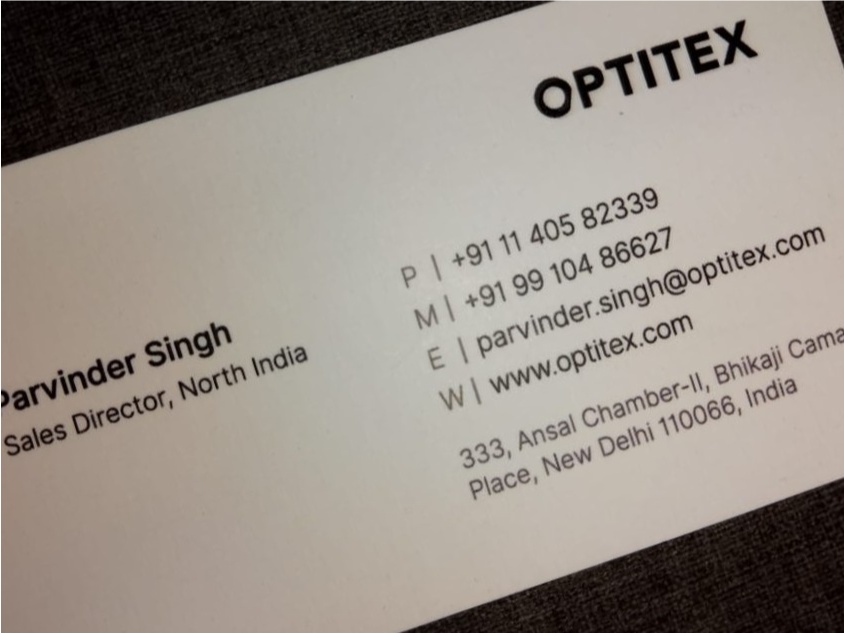 OPTITEX
P | +91 11 405 82339
M | +91 99 104 86627
E | parvinder.singh@optitex.com
W | www.optitex.com
Parvinder Singh
Sales Director, North India
333, Ansal Chamber-II, Bhikaji Cama
Place, New Delhi 110066, India